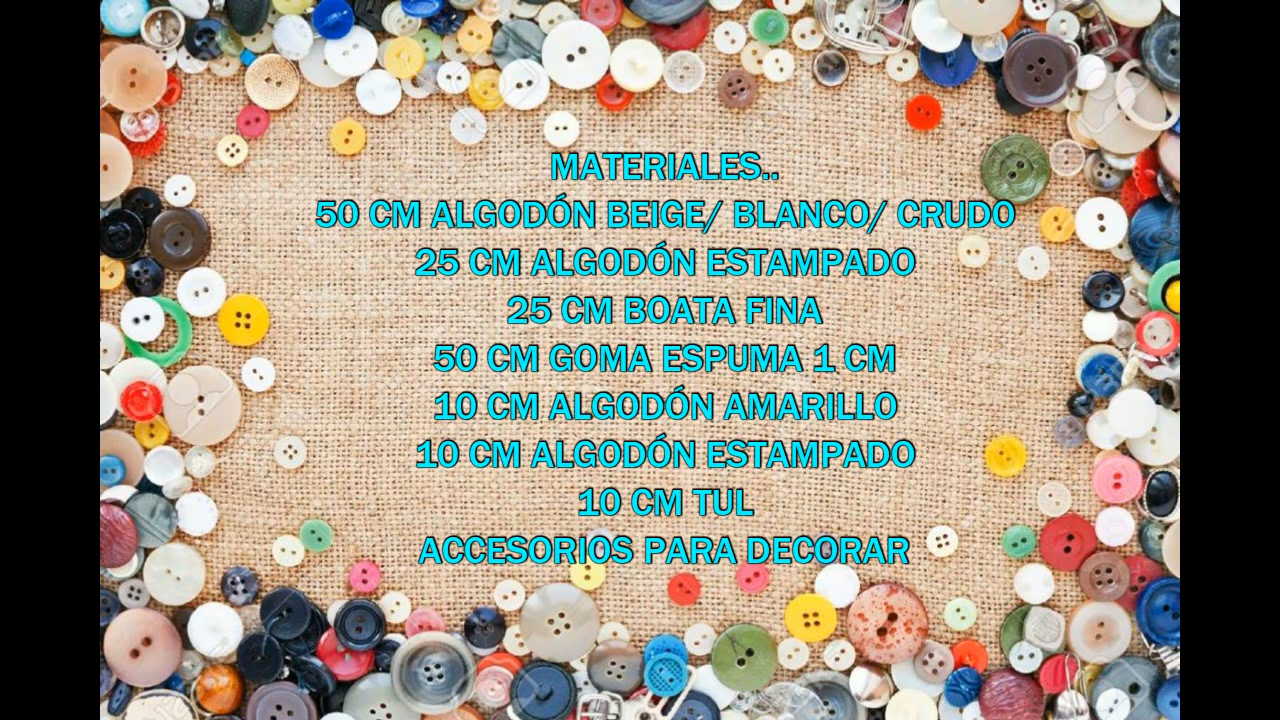 MATERIALES..
50 CM ALGODÓN BEIGE/ BLANCO/ CRUDO
25 CM ALGODÓN ESTAMPADO
25 CM BOATA FINA
50 CM GOMA ESPUMA 1 CM
10 CM ALGODÓN AMARILLO
10 CM ALGODÓN ESTAMPADO
10 CM TUL
ACCESORIOS PARA DECORAR